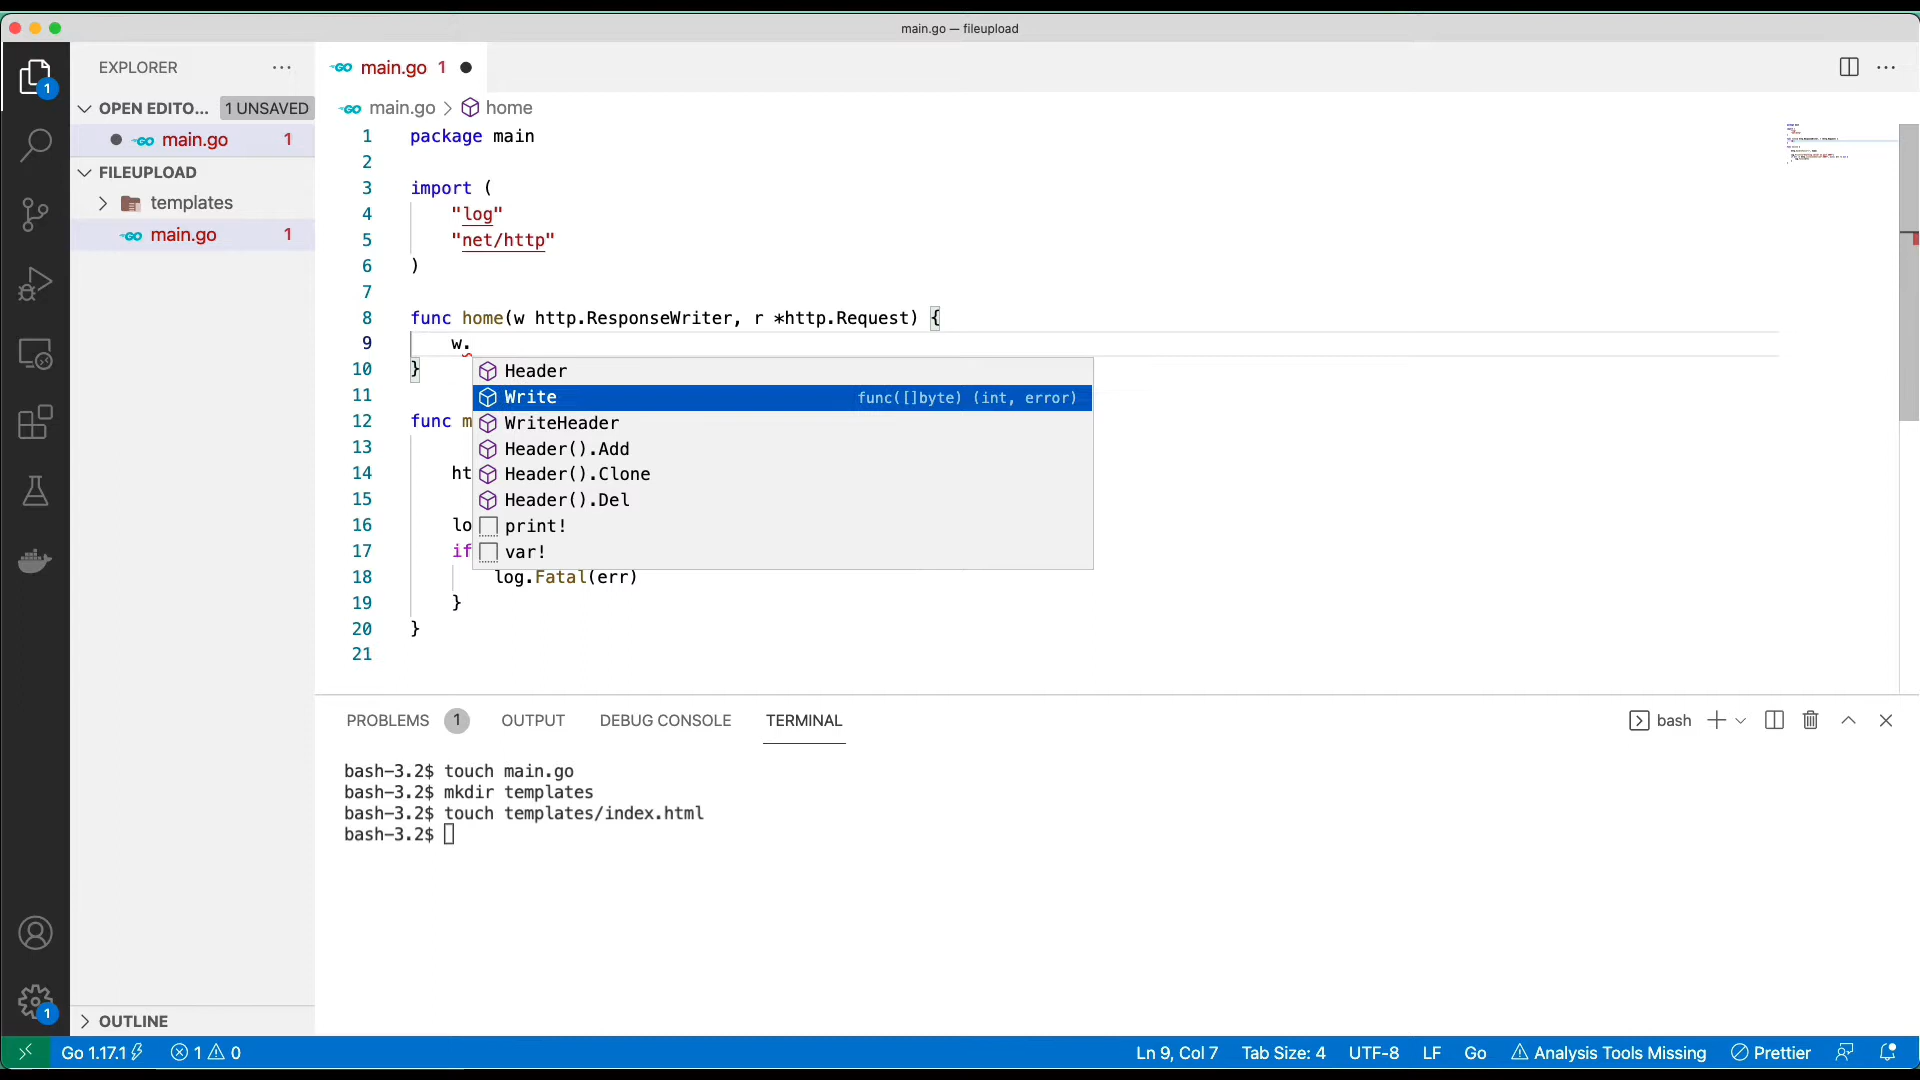 main.go — fileupload
EXPLORER
main.go 1
OPEN EDITO... 1 UNSAVED
main.go > home
main.go 1
FILEUPLOAD
templates
main.go 1
1 package main
2
3 import (
4 "log"
5 "net/http"
6 )
7
8 func home(w http.ResponseWriter, r *http.Request) {
9 w.
10 }
11
12 func m
13
14 ht
15
16 lo
17 if
18 log.Fatal(err)
19 }
20 }
21
Header
Write func([]byte) (int, error)
WriteHeader
Header().Add
Header().Clone
Header().Del
print!
var!
PROBLEMS 1 OUTPUT DEBUG CONSOLE TERMINAL
bash
bash-3.2$ touch main.go
bash-3.2$ mkdir templates
bash-3.2$ touch templates/index.html
bash-3.2$
1
1
OUTLINE
Go 1.17.1 1 0 Ln 9, Col 7 Tab Size: 4 UTF-8 LF Go Analysis Tools Missing Prettier